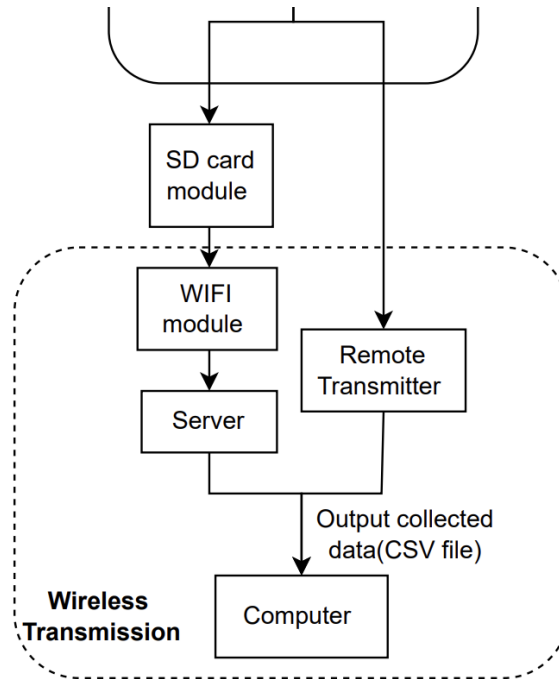 SD card
module
WIFI
module
Remote
Transmitter
Server
Output collected
data(CSV file)
Computer
Wireless
Transmission